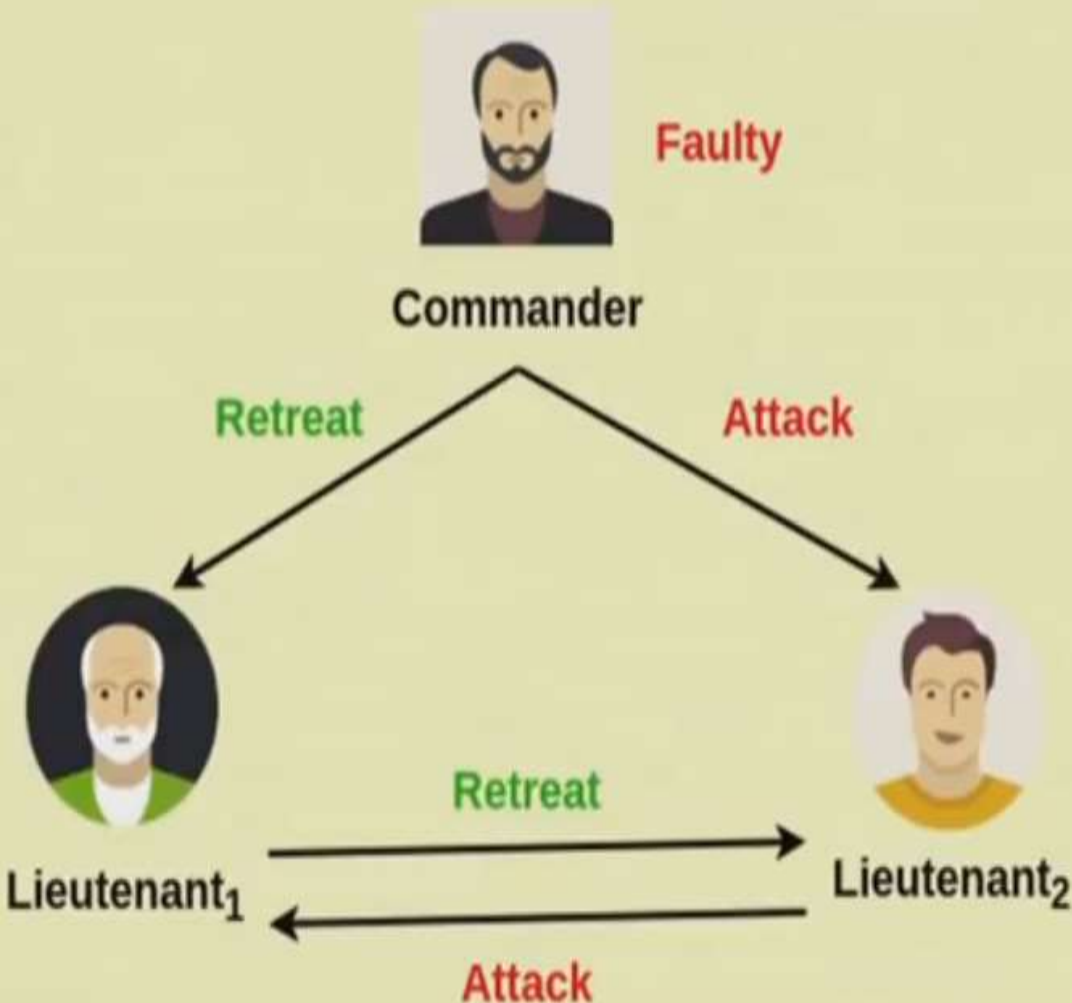 Faulty
Commander
Retreat
Attack
Retreat
Lieutenant₁
Lieutenant₂
Attack